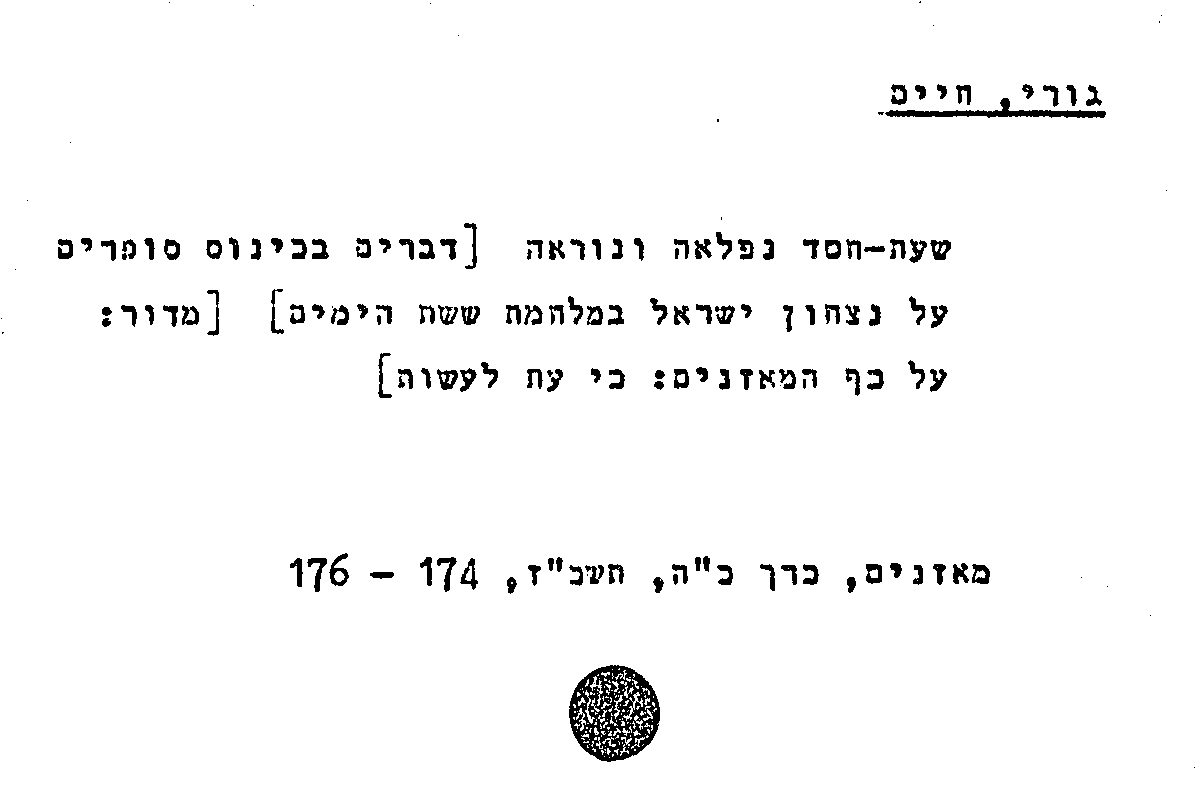 גורי, חיים
שעת-חסד נפלאה ונוראה [דברים בכינוס סופרים
על נצחון ישראל במלחמת ששת הימים] [מדור:
על כף המאזנים: כי עת לעשות]
מאזנים, כרך כ"ה, תשכ"ז, 174 - 176